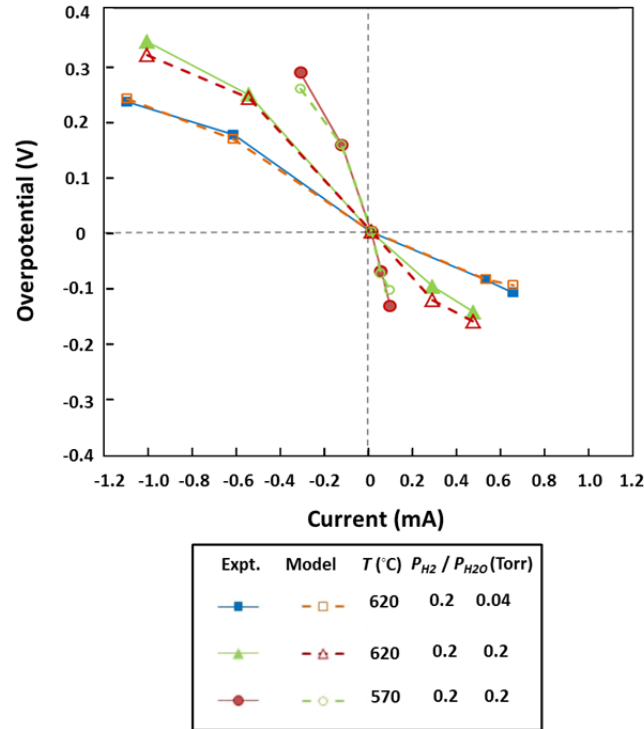 0.4
0.3
0.2
0.1
0
-0.1
-0.2
-0.3
-0.4
Overpotential (V)
-1.2 -1.0 -0.8 -0.6 -0.4 -0.2 0 0.2 0.4 0.6 0.8 1.0 1.2
Current (mA)
Expt. Model T (°C) P_H2 / P_H2O (Torr)
620 0.2 0.04
620 0.2 0.2
570 0.2 0.2